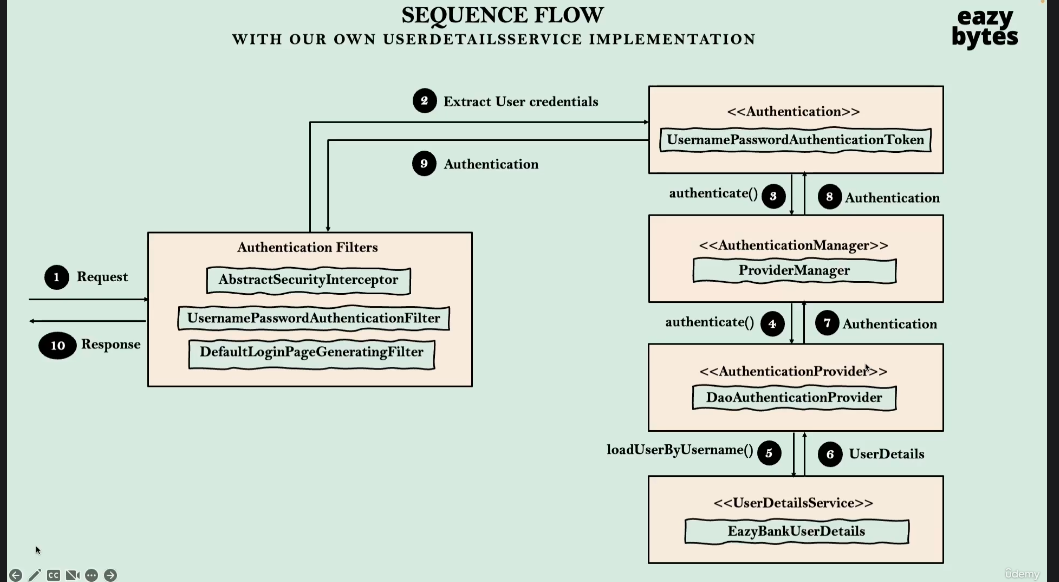 SEQUENCE FLOW
WITH OUR OWN USERDETAILSSERVICE IMPLEMENTATION
eazy
bytes
2 Extract User credentials
<<Authentication>>
UsernamePasswordAuthenticationToken
9 Authentication
authenticate() 3
8 Authentication
Authentication Filters
AbstractSecurityInterceptor
UsernamePasswordAuthenticationFilter
DefaultLoginPageGeneratingFilter
1 Request
10 Response
<<AuthenticationManager>>
ProviderManager
authenticate() 4
7 Authentication
<<AuthenticationProvider>>
DaoAuthenticationProvider
loadUserByUsername() 5
6 UserDetails
<<UserDetailsService>>
EazyBankUserDetails
CC
ûdemy